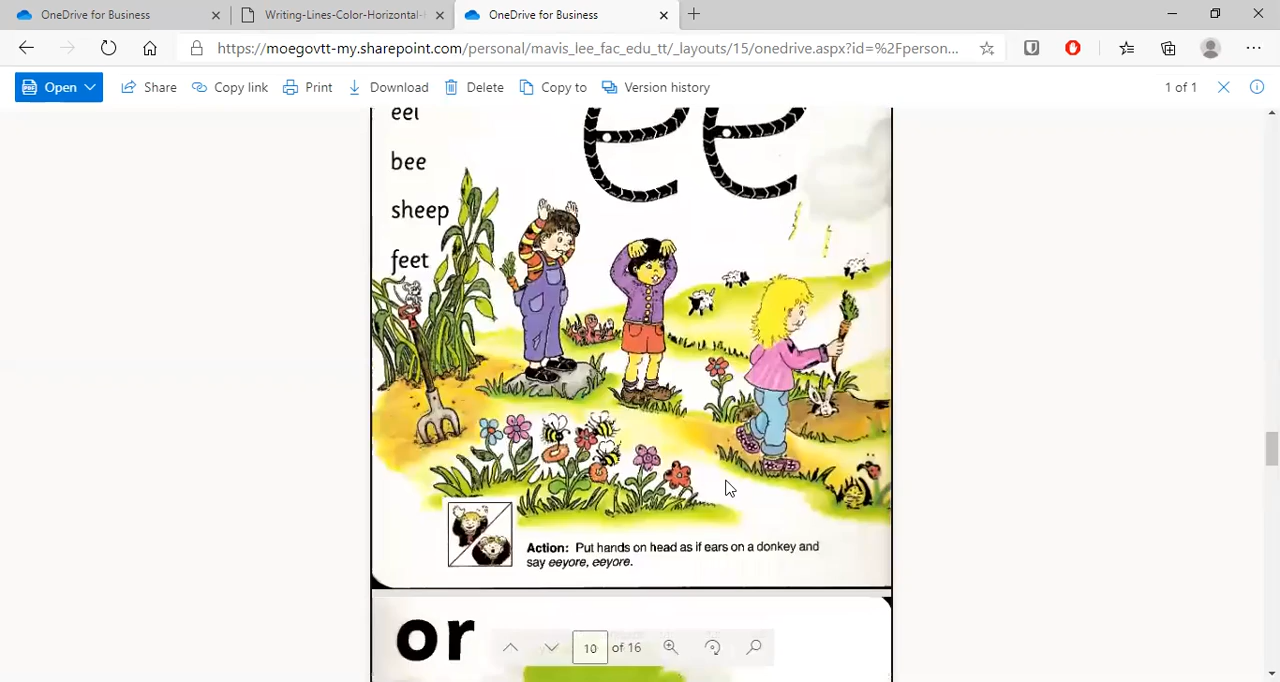 OneDrive for Business
Writing-Lines-Color-Horizontal-
OneDrive for Business
https://moegovtt-my.sharepoint.com/personal/mavis_lee_fac_edu_tt/_layouts/15/onedrive.aspx?id=%2Fperson...
Open
Share
Copy link
Print
Download
Delete
Copy to
Version history
1 of 1
eel
ee
bee
sheep
feet
Action: Put hands on head as if ears on a donkey and
say eeyore, eeyore.
or
10 of 16